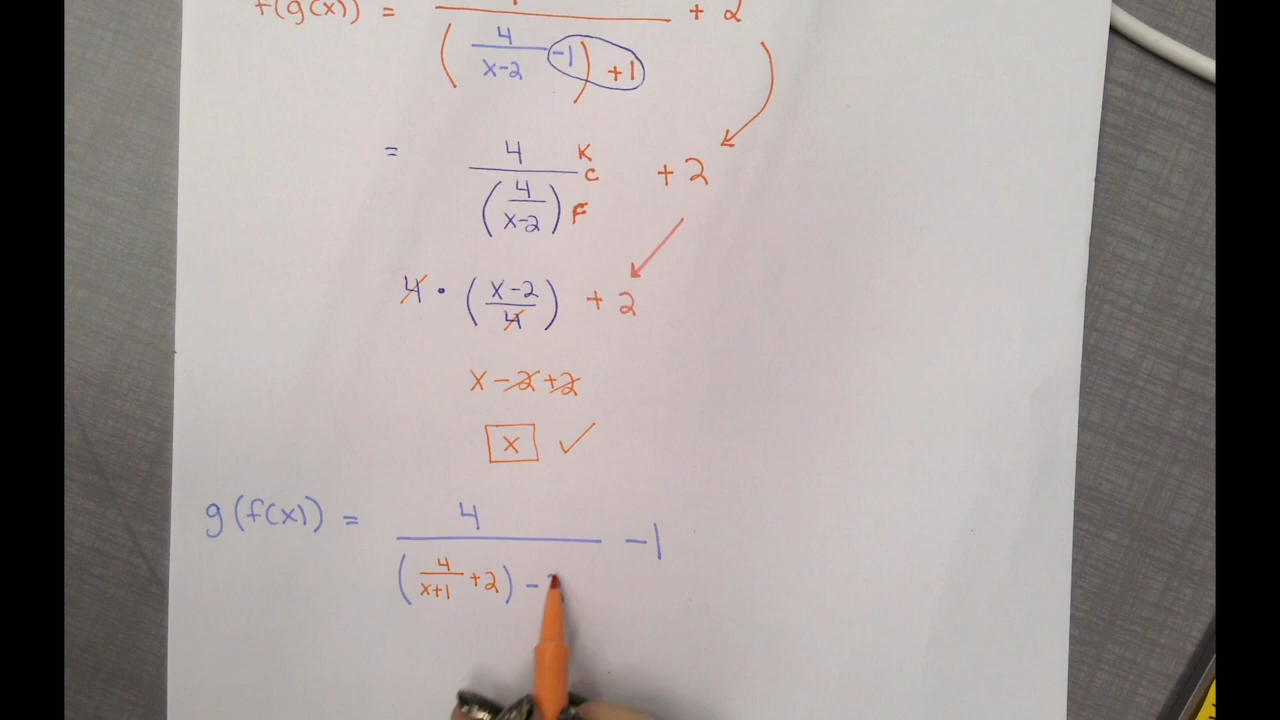 f(g(x)) = ―― + 2
( 4/(x-2) -1) +1
= 4/(4/(x-2)) K C F + 2
4 · ( (x-2)/4 ) + 2
x - 2 + 2
x ✓
g(f(x)) = 4/(( 4/(x+1) +2) -) -1